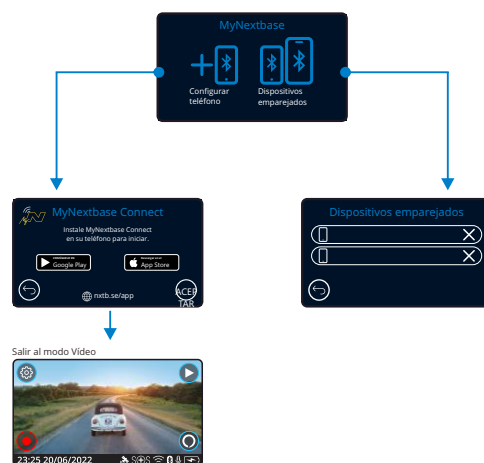 MyNextbase
Configurar
teléfono
Dispositivos
emparejados
MyNextbase Connect
Instale MyNextbase Connect
en su teléfono para iniciar.
Google Play
App Store
nxtb.se/app
ACEP
TAR
Dispositivos emparejados
Salir al modo Vídeo
23:25 20/06/2022
SOS